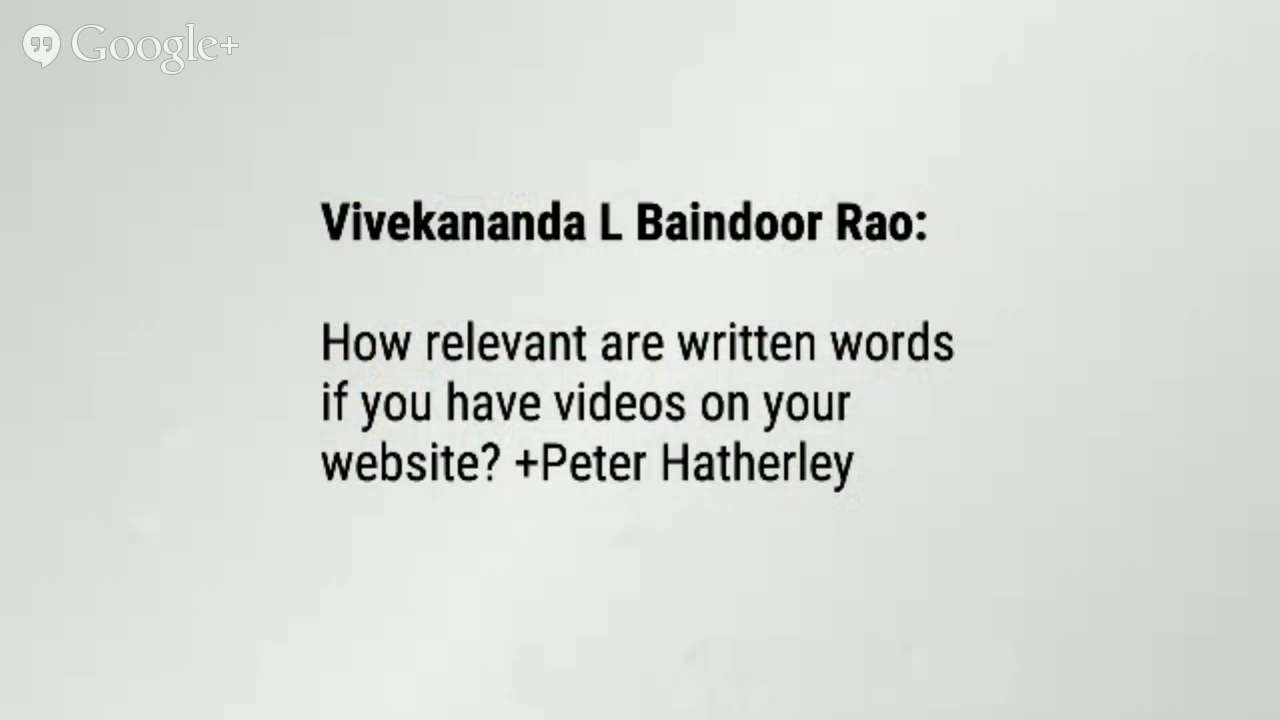 Google+
Vivekananda L Baindoor Rao:
How relevant are written words
if you have videos on your
website? +Peter Hatherley